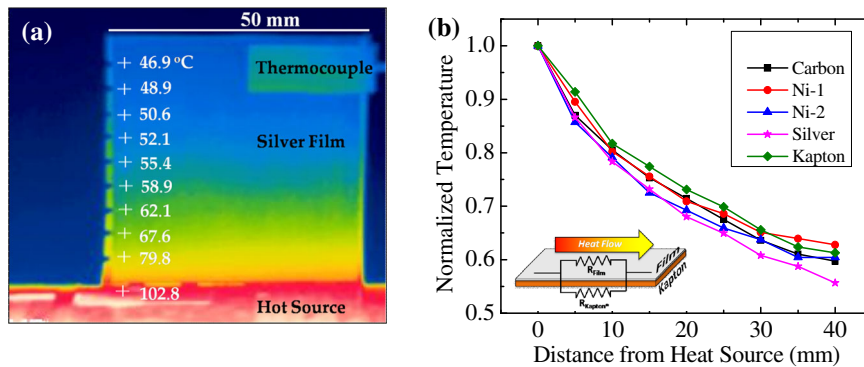 (a)
50 mm
46.9 °C
Thermocouple
48.9
50.6
52.1
Silver Film
55.4
58.9
62.1
67.6
79.8
102.8
Hot Source
(b)
Normalized Temperature
1.0
0.9
0.8
0.7
0.6
0.5
Carbon
Ni-1
Ni-2
Silver
Kapton
Heat Flow
R Film
R Kapton"
Film
Kapton
0
10
20
30
40
Distance from Heat Source (mm)